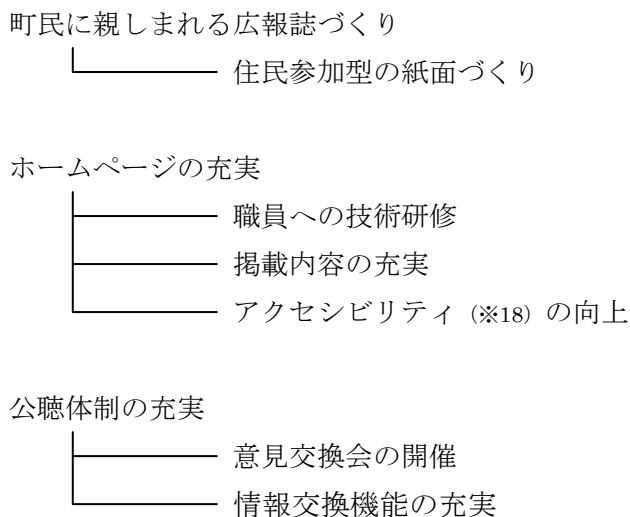 町民に親しまれる広報誌づくり
住民参加型の紙面づくり
ホームページの充実
職員への技術研修
掲載内容の充実
アクセシビリティ（※18）の向上
公聴体制の充実
意見交換会の開催
情報交換機能の充実